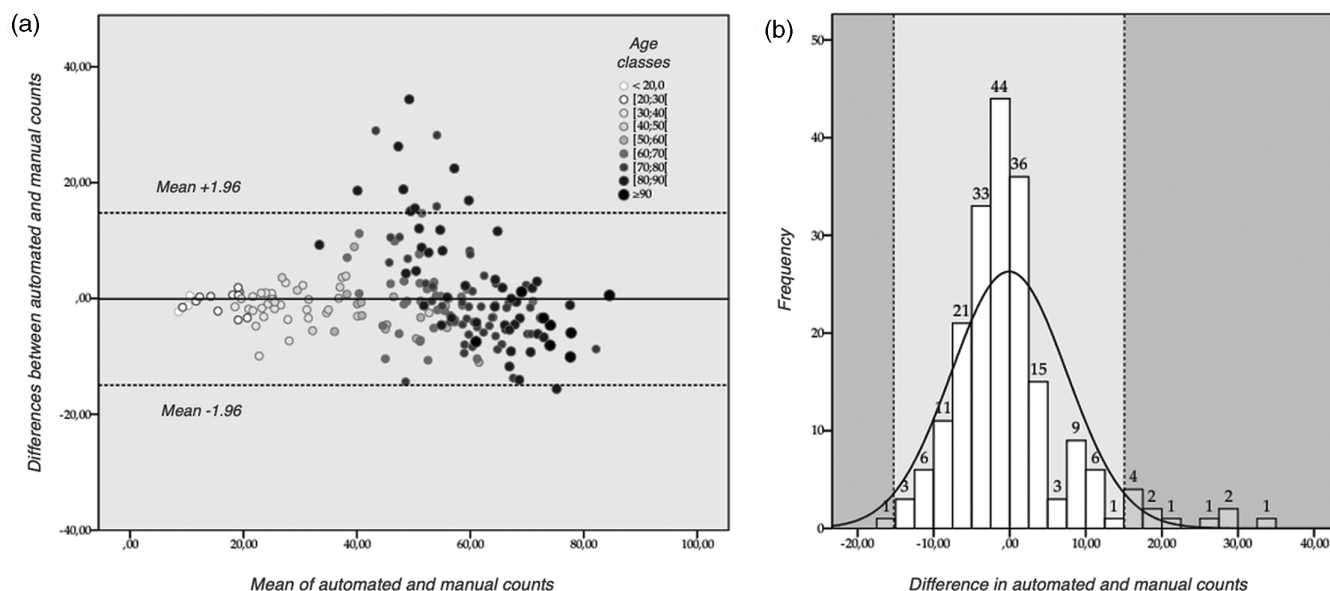 (a)
Differences between automated and manual counts
40,00
20,00
,00
-20,00
-40,00
Mean +1.96
Mean -1.96
Age
classes
< 20,0
[20;30[
[30;40[
[40;50[
[50;60[
[60;70[
[70;80[
[80;90[
≥90
,00 20,00 40,00 60,00 80,00 100,00
Mean of automated and manual counts
(b)
Frequency
50
40
30
20
10
0
1 3 6 11 21 33 44 36 15 3 9 6 1 4 2 1 1 2 1
-20,00 -10,00 ,00 10,00 20,00 30,00 40,00
Difference in automated and manual counts